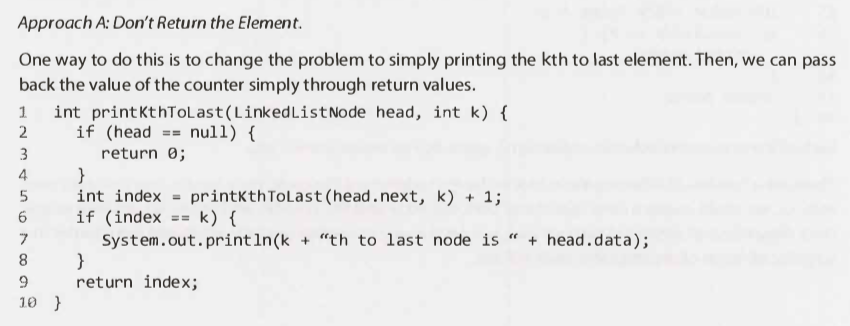 Approach A: Don't Return the Element.
One way to do this is to change the problem to simply printing the kth to last element. Then, we can pass
back the value of the counter simply through return values.
1 int printKthToLast(LinkedListNode head, int k) {
2 if (head == null) {
3 return 0;
4 }
5 int index = printKthToLast(head.next, k) + 1;
6 if (index == k) {
7 System.out.println(k + “th to last node is “ + head.data);
8 }
9 return index;
10 }